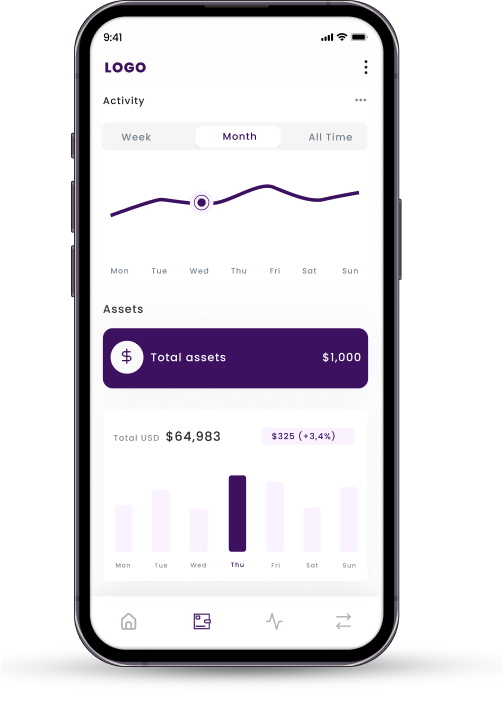 9:41
LOGO
Activity
Week Month All Time
Mon Tue Wed Thu Fri Sat Sun
Assets
$ Total assets $1,000
Total USD $64,983 $325 (+3,4%)
Mon Tue Wed Thu Fri Sat Sun